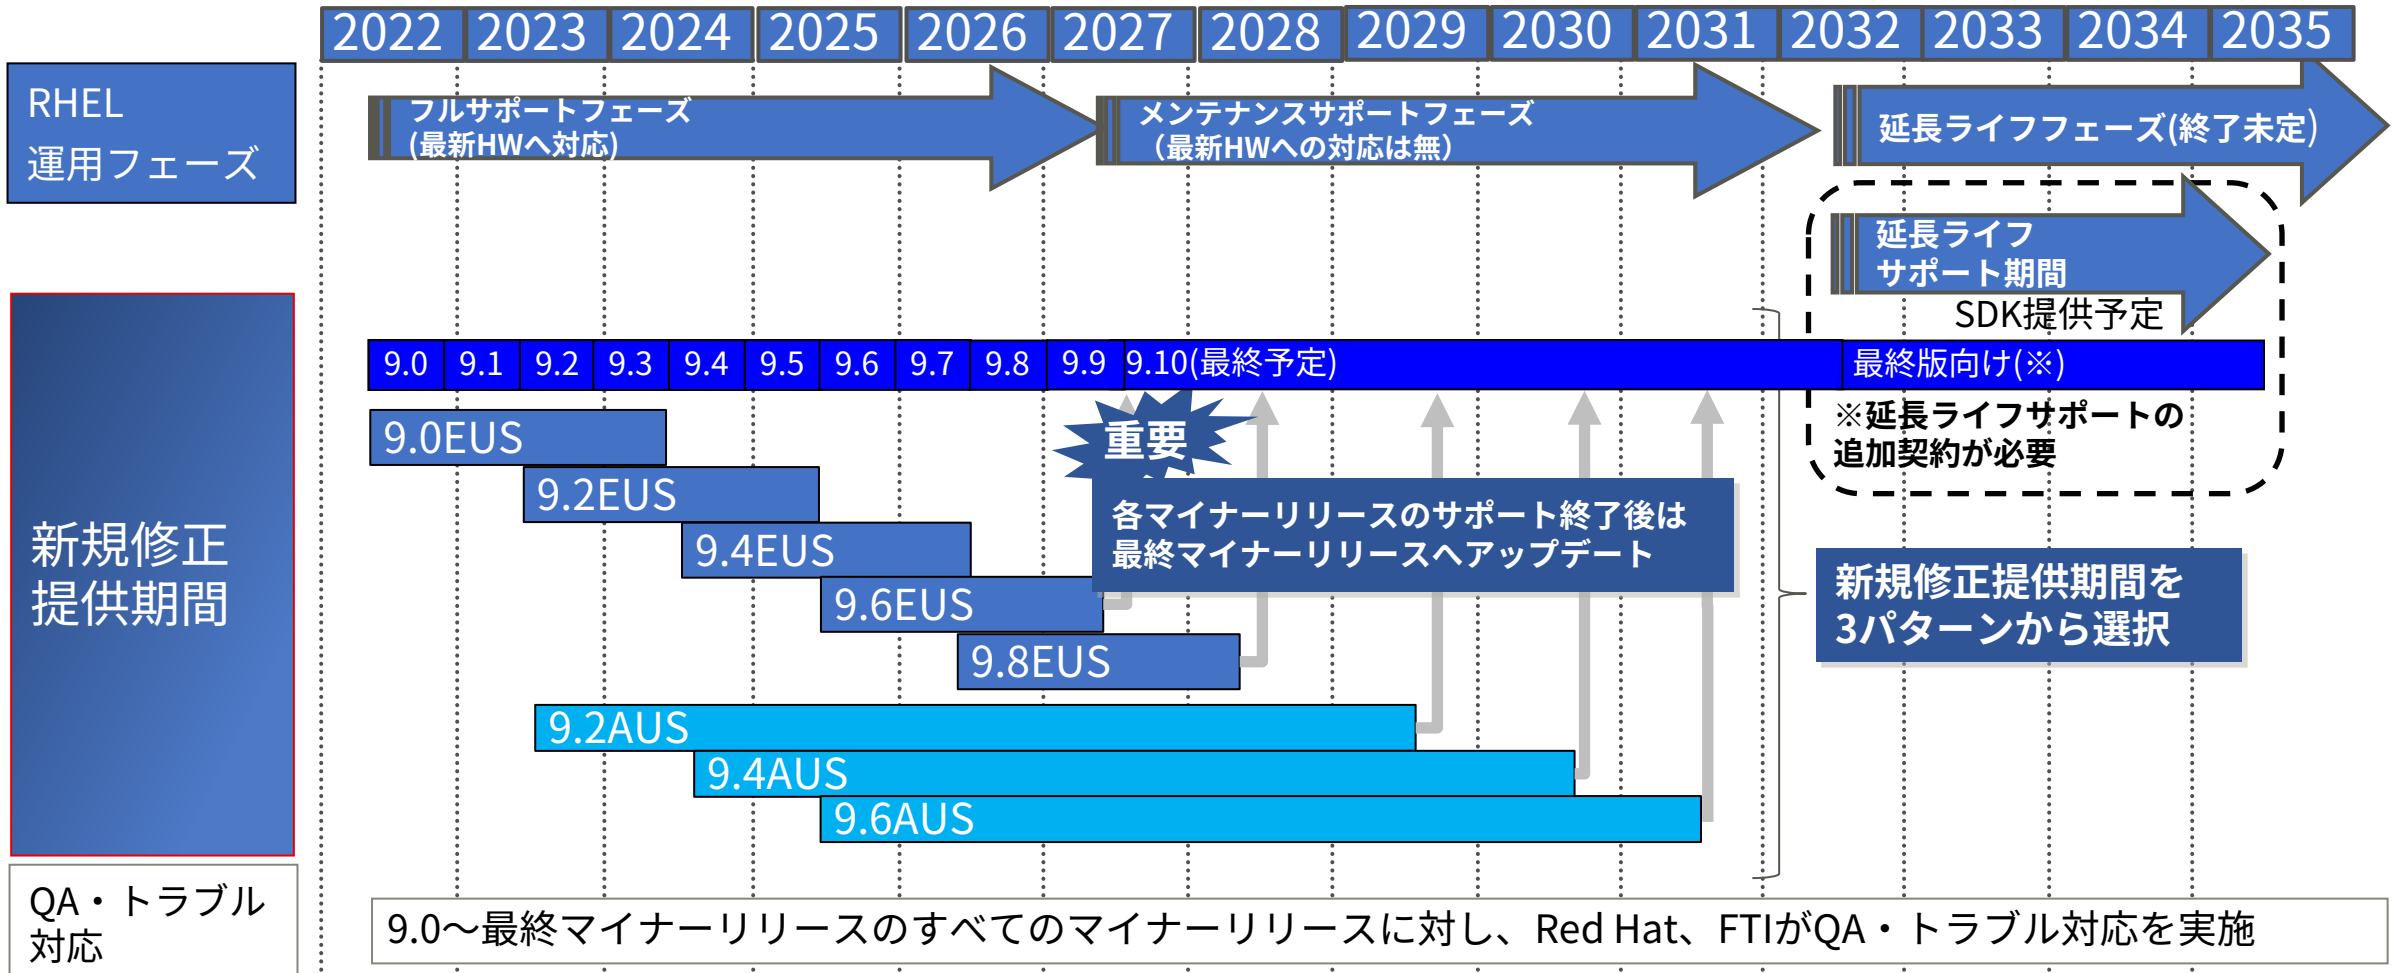 2022 2023 2024 2025 2026 2027 2028 2029 2030 2031 2032 2033 2034 2035
RHEL
運用フェーズ
フルサポートフェーズ
(最新HWへ対応)
メンテナンスサポートフェーズ
（最新HWへの対応は無）
延長ライフフェーズ(終了未定)
延長ライフ
サポート期間
SDK提供予定
新規修正
提供期間
9.0 9.1 9.2 9.3 9.4 9.5 9.6 9.7 9.8 9.9 9.10(最終予定) 最終版向け(※)
※延長ライフサポートの
追加契約が必要
9.0EUS
9.2EUS
9.4EUS
9.6EUS
9.8EUS
重要
各マイナーリリースのサポート終了後は
最終マイナーリリースへアップデート
新規修正提供期間を
3パターンから選択
9.2AUS
9.4AUS
9.6AUS
QA・トラブル
対応
9.0～最終マイナーリリースのすべてのマイナーリリースに対し、Red Hat、FTIがQA・トラブル対応を実施